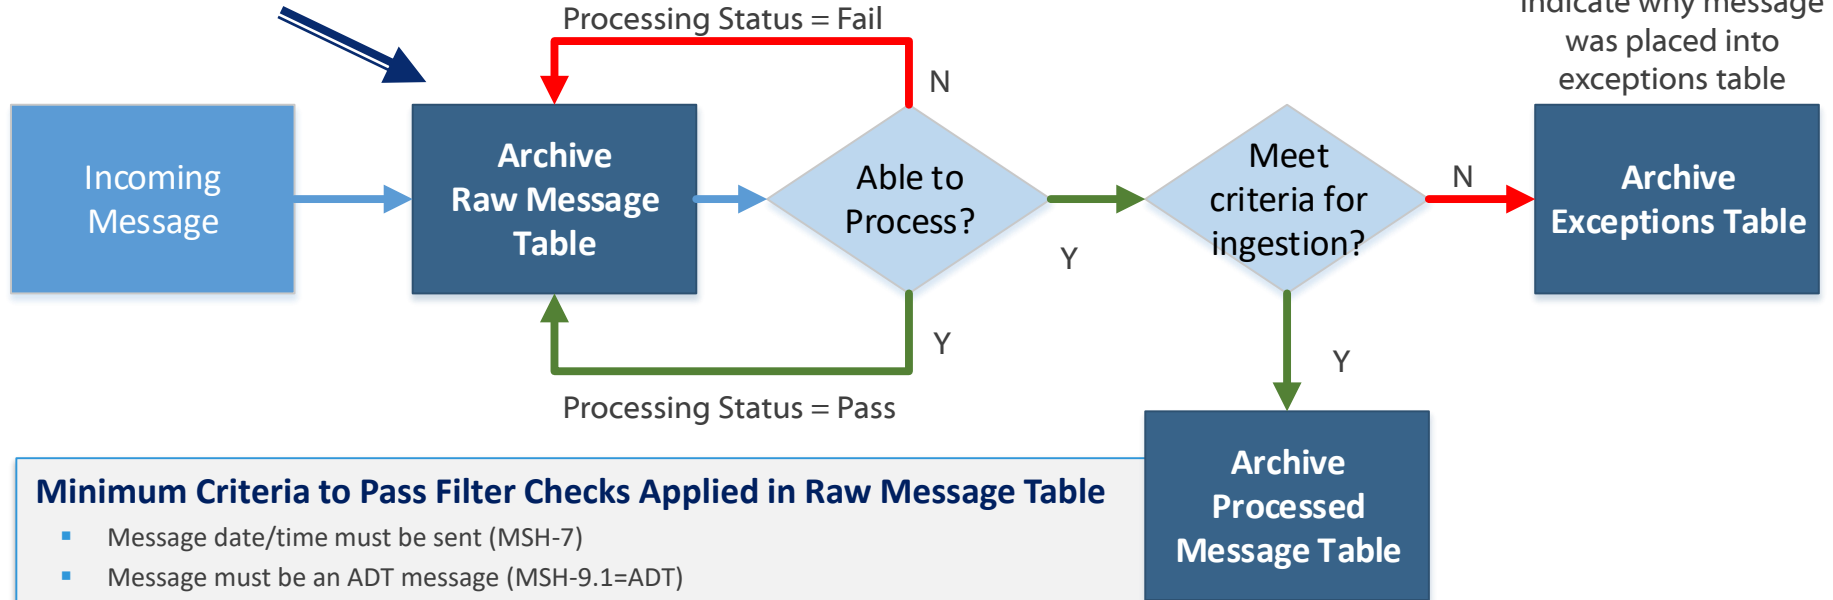 Processing Status = Fail
indicate why message
was placed into
exceptions table
N
Incoming
Message
Archive
Raw Message
Table
Able to
Process?
Y
Meet
criteria for
ingestion?
N
Archive
Exceptions Table
Y
Y
Processing Status = Pass
Archive
Processed
Message Table
Minimum Criteria to Pass Filter Checks Applied in Raw Message Table
▪ Message date/time must be sent (MSH-7)
▪ Message must be an ADT message (MSH-9.1=ADT)